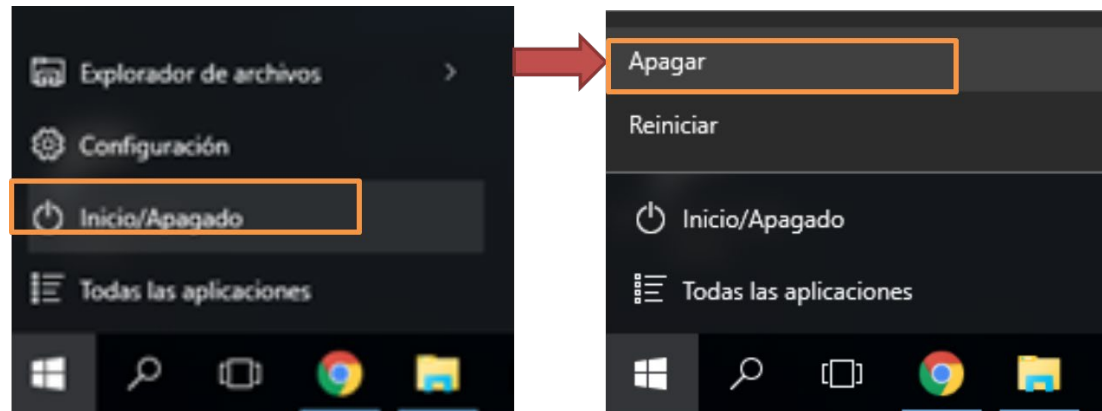 Explorador de archivos
Configuración
Inicio/Apagado
Todas las aplicaciones
Apagar
Reiniciar
Inicio/Apagado
Todas las aplicaciones